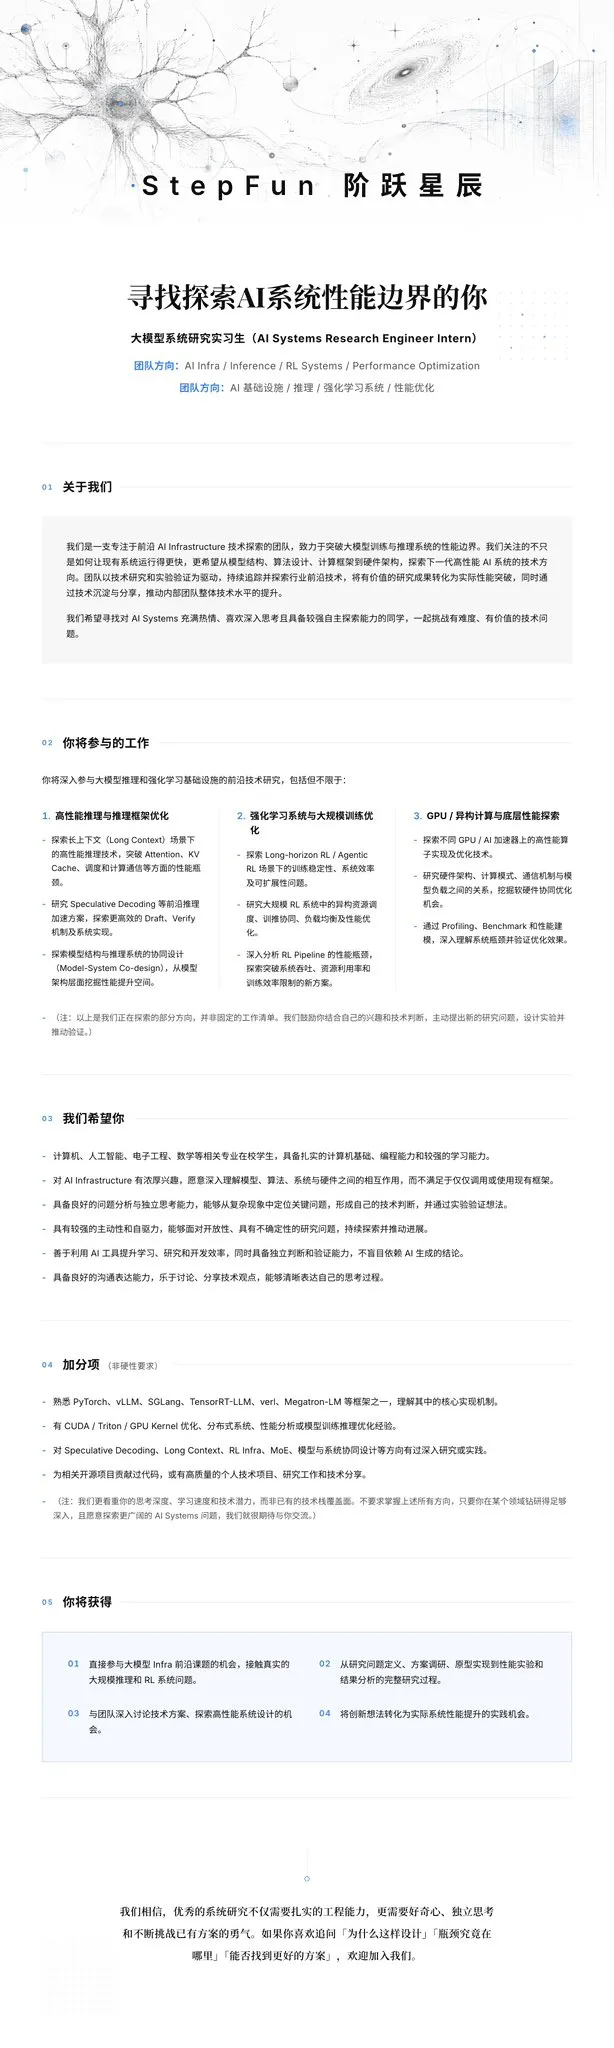 StepFun 阶跃星辰
寻找探索AI系统性能边界的你
大模型系统研究实习生（AI Systems Research Engineer Intern）
团队方向：AI Infra / Inference / RL Systems / Performance Optimization
团队方向：AI 基础设施 / 推理 / 强化学习系统 / 性能优化
01 关于我们
我们是一支专注于前沿 AI Infrastructure 技术探索的团队，致力于突破大模型训练与推理系统的性能边界。我们关注的不只
是如何让现有系统运行得更快，更希望从模型结构、算法设计、计算框架到硬件架构，探索下一代高性能 AI 系统的技术方
向。团队以技术研究和实验验证为驱动，持续追踪并探索行业前沿技术，将有价值的研究成果转化为实际性能突破，同时通
过技术沉淀与分享，推动内部团队整体技术水平的提升。
我们希望寻找对 AI Systems 充满热情、喜欢深入思考且具备较强自主探索能力的同学，一起挑战有难度、有价值的技术问
题。
02 你将参与的工作
你将深入参与大模型推理和强化学习基础设施的前沿技术研究，包括但不限于：
1. 高性能推理与推理框架优化
- 探索长上下文（Long Context）场景下
的高性能推理技术，突破 Attention、KV
Cache、调度和计算通信等方面的性能瓶
颈。
- 研究 Speculative Decoding 等前沿推理
加速方案，探索更高效的 Draft、Verify
机制及系统实现。
- 探索模型结构与推理系统的协同设计
（Model-System Co-design），从模型
架构层面挖掘性能提升空间。
2. 强化学习系统与大规模训练优
化
- 探索 Long-horizon RL / Agentic
RL 场景下的训练稳定性、系统效率
及可扩展性问题。
- 研究大规模 RL 系统中的异构资源调
度、训推协同、负载均衡及性能优
化。
- 深入分析 RL Pipeline 的性能瓶颈，
探索突破系统吞吐、资源利用率和
训练效率限制的新方案。
3. GPU / 异构计算与底层性能探索
- 探索不同 GPU / AI 加速器上的高性能算
子实现及优化技术。
- 研究硬件架构、计算模式、通信机制与模
型负载之间的关系，挖掘软硬件协同优化
机会。
- 通过 Profiling、Benchmark 和性能建
模，深入理解系统瓶颈并验证优化效果。
- （注：以上是我们正在探索的部分方向，并非固定的工作清单。我们鼓励你结合自己的兴趣和技术判断，主动提出新的研究问题，设计实验并
推动验证。）
03 我们希望你
- 计算机、人工智能、电子工程、数学等相关专业在校学生，具备扎实的计算机基础、编程能力和较强的学习能力。
- 对 AI Infrastructure 有浓厚兴趣，愿意深入理解模型、算法、系统与硬件之间的相互作用，而不满足于仅仅调用或使用现有框架。
- 具备良好的问题分析与独立思考能力，能够从复杂现象中定位关键问题，形成自己的技术判断，并通过实验验证想法。
- 具有较强的主动性和自驱力，能够面对开放性、具有不确定性的研究问题，持续探索并推动进展。
- 善于利用 AI 工具提升学习、研究和开发效率，同时具备独立判断和验证能力，不盲目依赖 AI 生成的结论。
- 具备良好的沟通表达能力，乐于讨论、分享技术观点，能够清晰表达自己的思考过程。
04 加分项（非硬性要求）
- 熟悉 PyTorch、vLLM、SGLang、TensorRT-LLM、verl、Megatron-LM 等框架之一，理解其中的核心实现机制。
- 有 CUDA / Triton / GPU Kernel 优化、分布式系统、性能分析或模型训练推理优化经验。
- 对 Speculative Decoding、Long Context、RL Infra、MoE、模型与系统协同设计等方向有过深入研究或实践。
- 为相关开源项目贡献过代码，或有高质量的个人技术项目、研究工作和技术分享。
- （注：我们更看重你的思考深度、学习速度和技术潜力，而非已有的技术栈覆盖面。不要求掌握上述所有方向，只要你在某个领域钻研得足够
深入，且愿意探索更广阔的 AI Systems 问题，我们就很期待与你交流。）
05 你将获得
01 直接参与大模型 Infra 前沿课题的机会，接触真实的
大规模推理和 RL 系统问题。
02 从研究问题定义、方案调研、原型实现到性能实验和
结果分析的完整研究过程。
03 与团队深入讨论技术方案、探索高性能系统设计的机
会。
04 将创新想法转化为实际系统性能提升的实践机会。
我们相信，优秀的系统研究不仅需要扎实的工程能力，更需要好奇心、独立思考
和不断挑战已有方案的勇气。如果你喜欢追问「为什么这样设计」「瓶颈究竟在
哪里」「能否找到更好的方案」，欢迎加入我们。